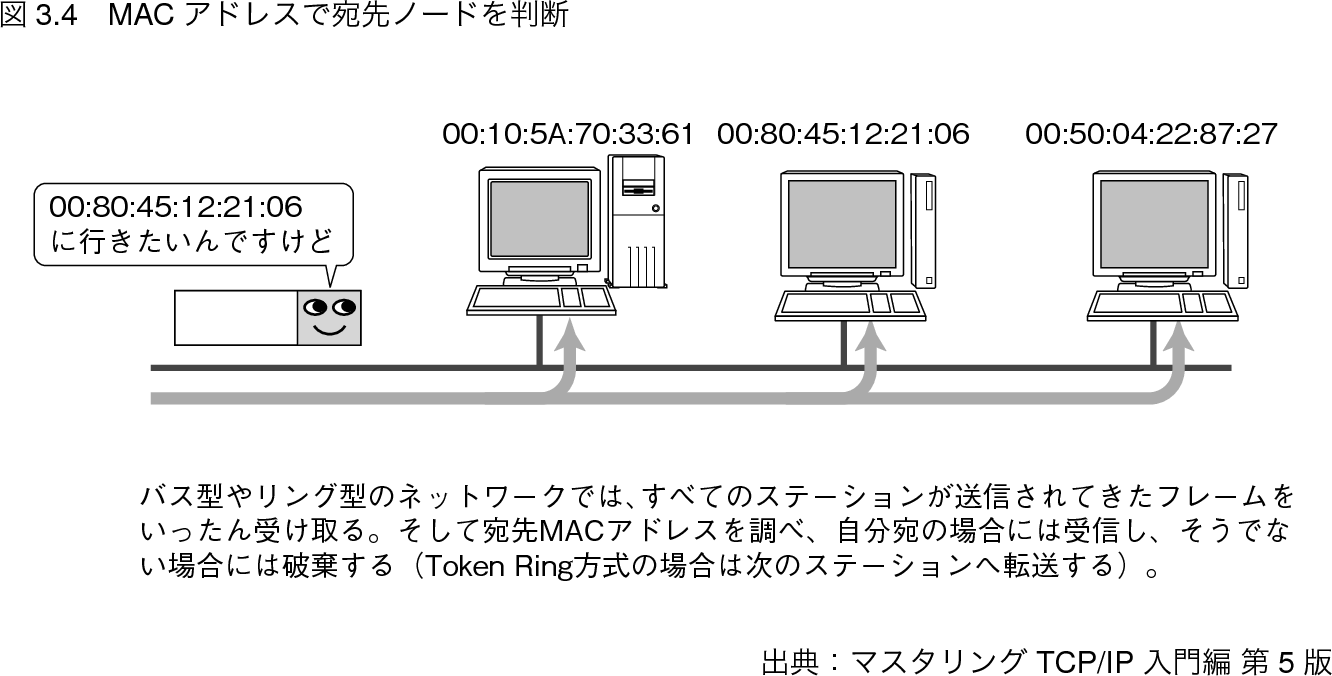 図 3.4　MAC アドレスで宛先ノードを判断
00:10:5A:70:33:61　00:80:45:12:21:06　00:50:04:22:87:27
00:80:45:12:21:06
に行きたいんですけど
バス型やリング型のネットワークでは、すべてのステーションが送信されてきたフレームを
いったん受け取る。そして宛先MACアドレスを調べ、自分宛の場合には受信し、そうでな
い場合には破棄する（Token Ring方式の場合は次のステーションへ転送する）。
出典：マスタリング TCP/IP 入門編 第 5 版